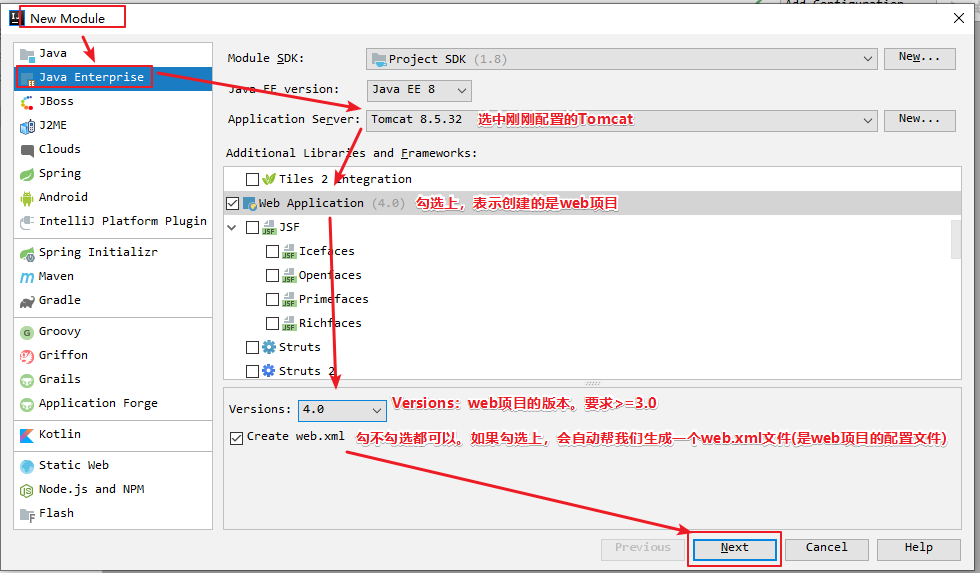 Add Configuration
New Module
Java
Java Enterprise
JBoss
J2ME
Clouds
Spring
Android
IntelliJ Platform Plugin
Spring Initializr
Maven
Gradle
Groovy
Griffon
Grails
Application Forge
Kotlin
Static Web
Node.js and NPM
Flash
Module SDK: Project SDK (1.8) New...
Java EE version: Java EE 8
Application Server: Tomcat 8.5.32 选中刚刚配置的Tomcat New...
Additional Libraries and Frameworks:
Tiles 2 Integration
Web Application (4.0) 勾选上，表示创建的是web项目
JSF
Icefaces
Openfaces
Primefaces
Richfaces
Struts
Struts 2
Versions: 4.0 Versions：web项目的版本。要求>=3.0
Create web.xml 勾不勾选都可以。如果勾选上，会自动帮我们生成一个web.xml文件(是web项目的配置文件)
Previous Next Cancel Help